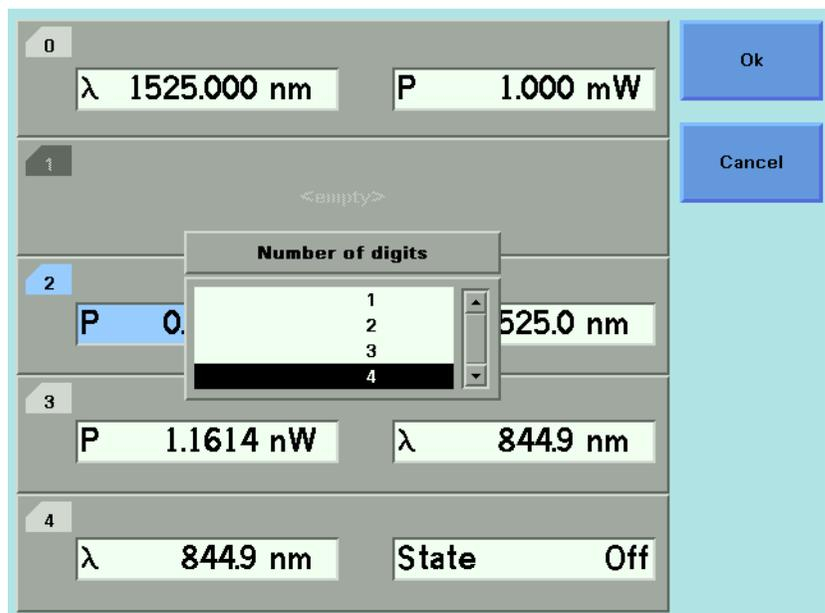 0
λ 1525.000 nm P 1.000 mW
Ok
1
<empty>
Cancel
Number of digits
1
2
3
4
2
P 0. 525.0 nm
3
P 1.1614 nW λ 844.9 nm
4
λ 844.9 nm State Off